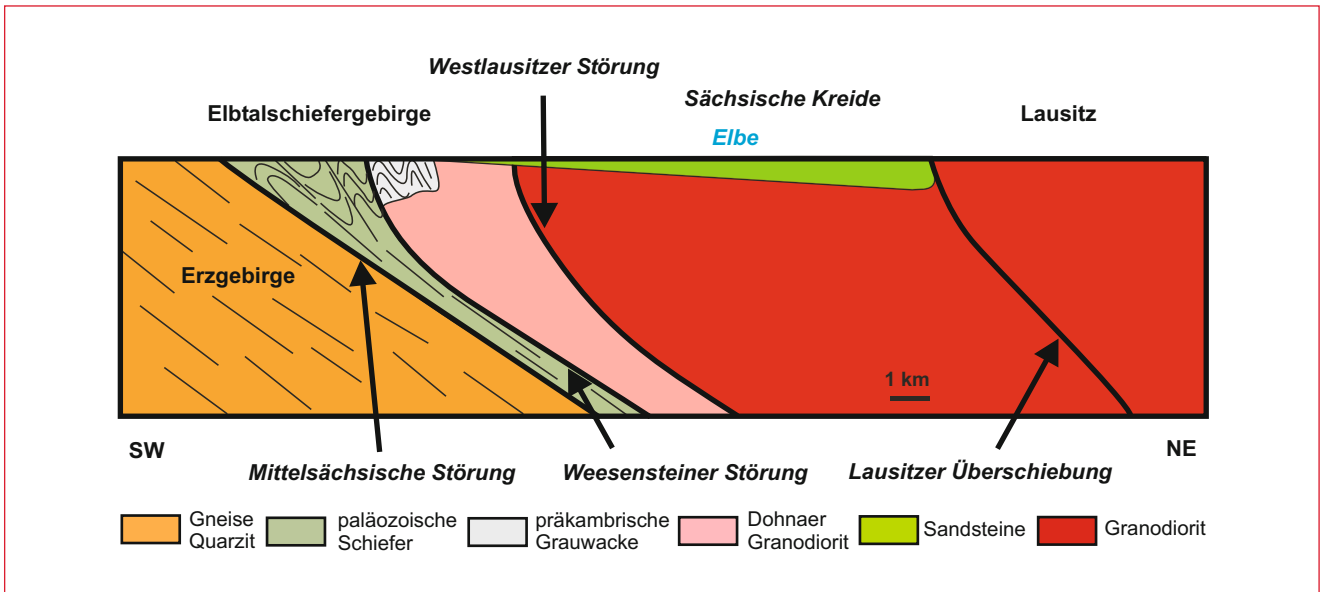 Westlausitzer Störung
Sächsische Kreide
Elbtalschiefergebirge
Lausitz
Elbe
Erzgebirge
1 km
SW
NE
Mittelsächsische Störung
Weesensteiner Störung
Lausitzer Überschiebung
Gneise
Quarzit
paläozoische
Schiefer
präkambrische
Grauwacke
Dohnaer
Granodiorit
Sandsteine
Granodiorit